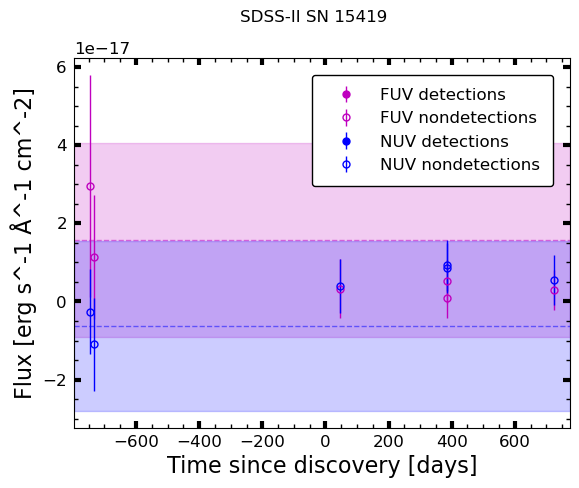 SDSS-II SN 15419
1e−17
FUV detections
FUV nondetections
NUV detections
NUV nondetections
6
4
2
0
−2
Flux [erg s^-1 Å^-1 cm^-2]
−600 −400 −200 0 200 400 600
Time since discovery [days]